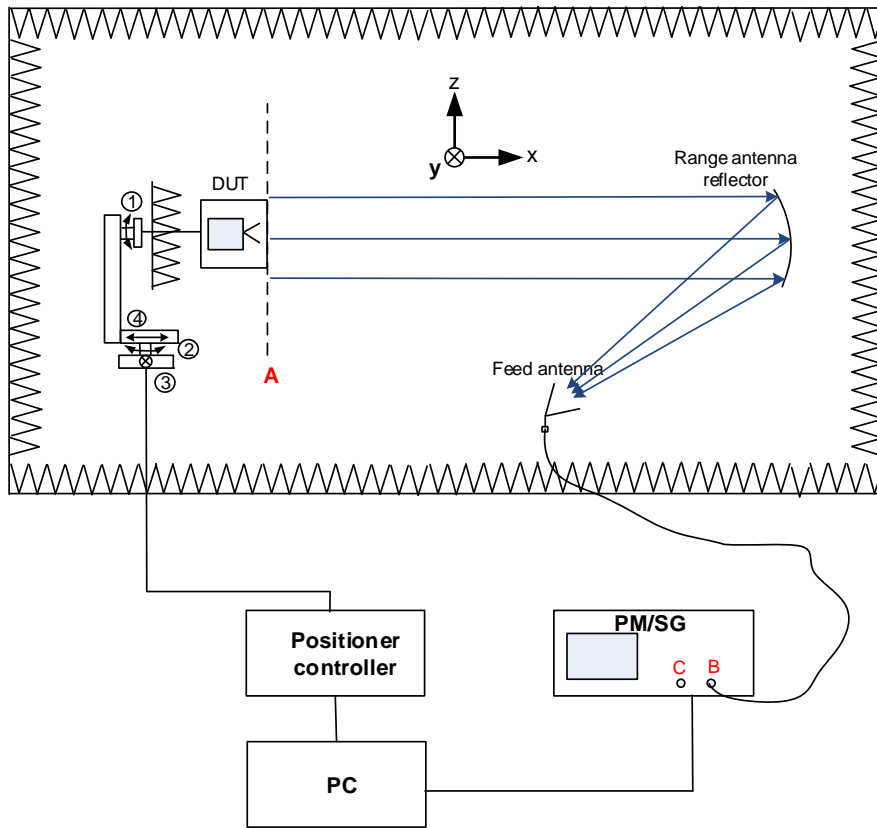 z
x
y
DUT
Range antenna
reflector
①
④
②
③
A
Feed antenna
Positioner
controller
PM/SG
C
B
PC